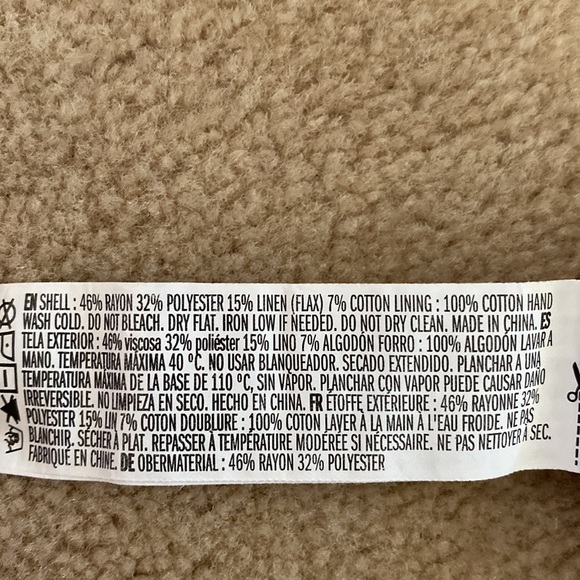 EN SHELL : 46% RAYON 32% POLYESTER 15% LINEN (FLAX) 7% COTTON LINING : 100% COTTON HAND
WASH COLD. DO NOT BLEACH. DRY FLAT. IRON LOW IF NEEDED. DO NOT DRY CLEAN. MADE IN CHINA. ES
TELA EXTERIOR : 46% viscosa 32% poliéster 15% LINO 7% ALGODÓN FORRO : 100% ALGODÓN LAVAR A
MANO. TEMPERATURA MÁXIMA 40 ºC. NO USAR BLANQUEADOR. SECADO EXTENDIDO. PLANCHAR A UNA
TEMPERATURA MÁXIMA DE LA BASE DE 110 ºC, SIN VAPOR. PLANCHAR CON VAPOR PUEDE CAUSAR DAÑO
IRREVERSIBLE. NO LIMPIEZA EN SECO. HECHO EN CHINA. FR ÉTOFFE EXTÉRIEURE : 46% RAYONNE 32%
POLYESTER 15% LIN 7% COTON DOUBLURE : 100% COTON LAYER À LA MAIN À L'EAU FROIDE. NE PAS
BLANCHIR. SÉCHER À PLAT. REPASSER À TEMPÉRATURE MODÉRÉE SI NÉCESSAIRE. NE PAS NETTOYER À SEC.
FABRIQUÉ EN CHINE. DE OBERMATERIAL : 46% RAYON 32% POLYESTER